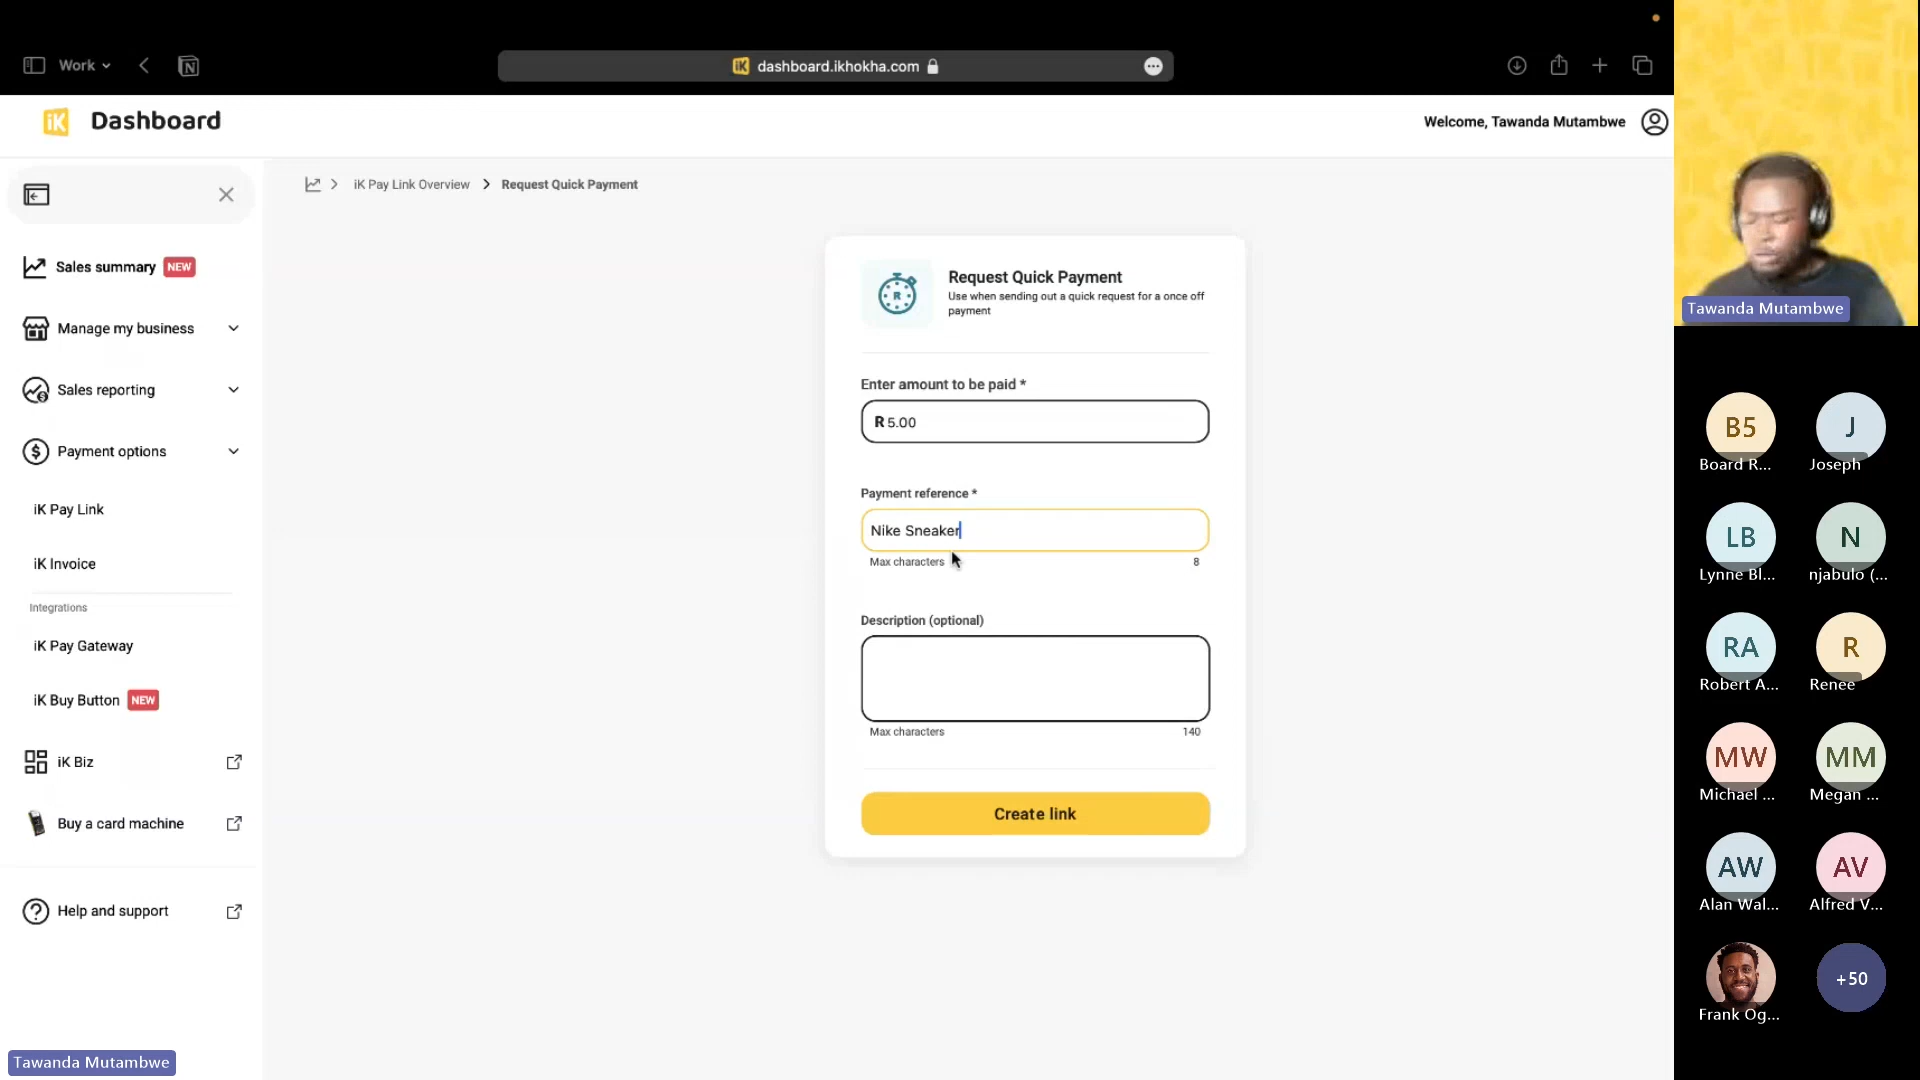 Work
dashboard.ikhokha.com
iK Dashboard
Welcome, Tawanda Mutambwe
iK Pay Link Overview > Request Quick Payment
Sales summary NEW
Manage my business
Sales reporting
Payment options
iK Pay Link
iK Invoice
Integrations
iK Pay Gateway
iK Buy Button NEW
iK Biz
Buy a card machine
Help and support
Request Quick Payment
Use when sending out a quick request for a once off
payment
Enter amount to be paid *
R 5.00
Payment reference *
Nike Sneaker
Max characters 8
Description (optional)
Max characters 140
Create link
Tawanda Mutambwe
Tawanda Mutambwe
B5 J
Board R... Joseph
LB N
Lynne Bl... njabulo (...
RA R
Robert A... Renee
MW MM
Michael ... Megan ...
AW AV
Alan Wal... Alfred V...
+50
Frank Og...